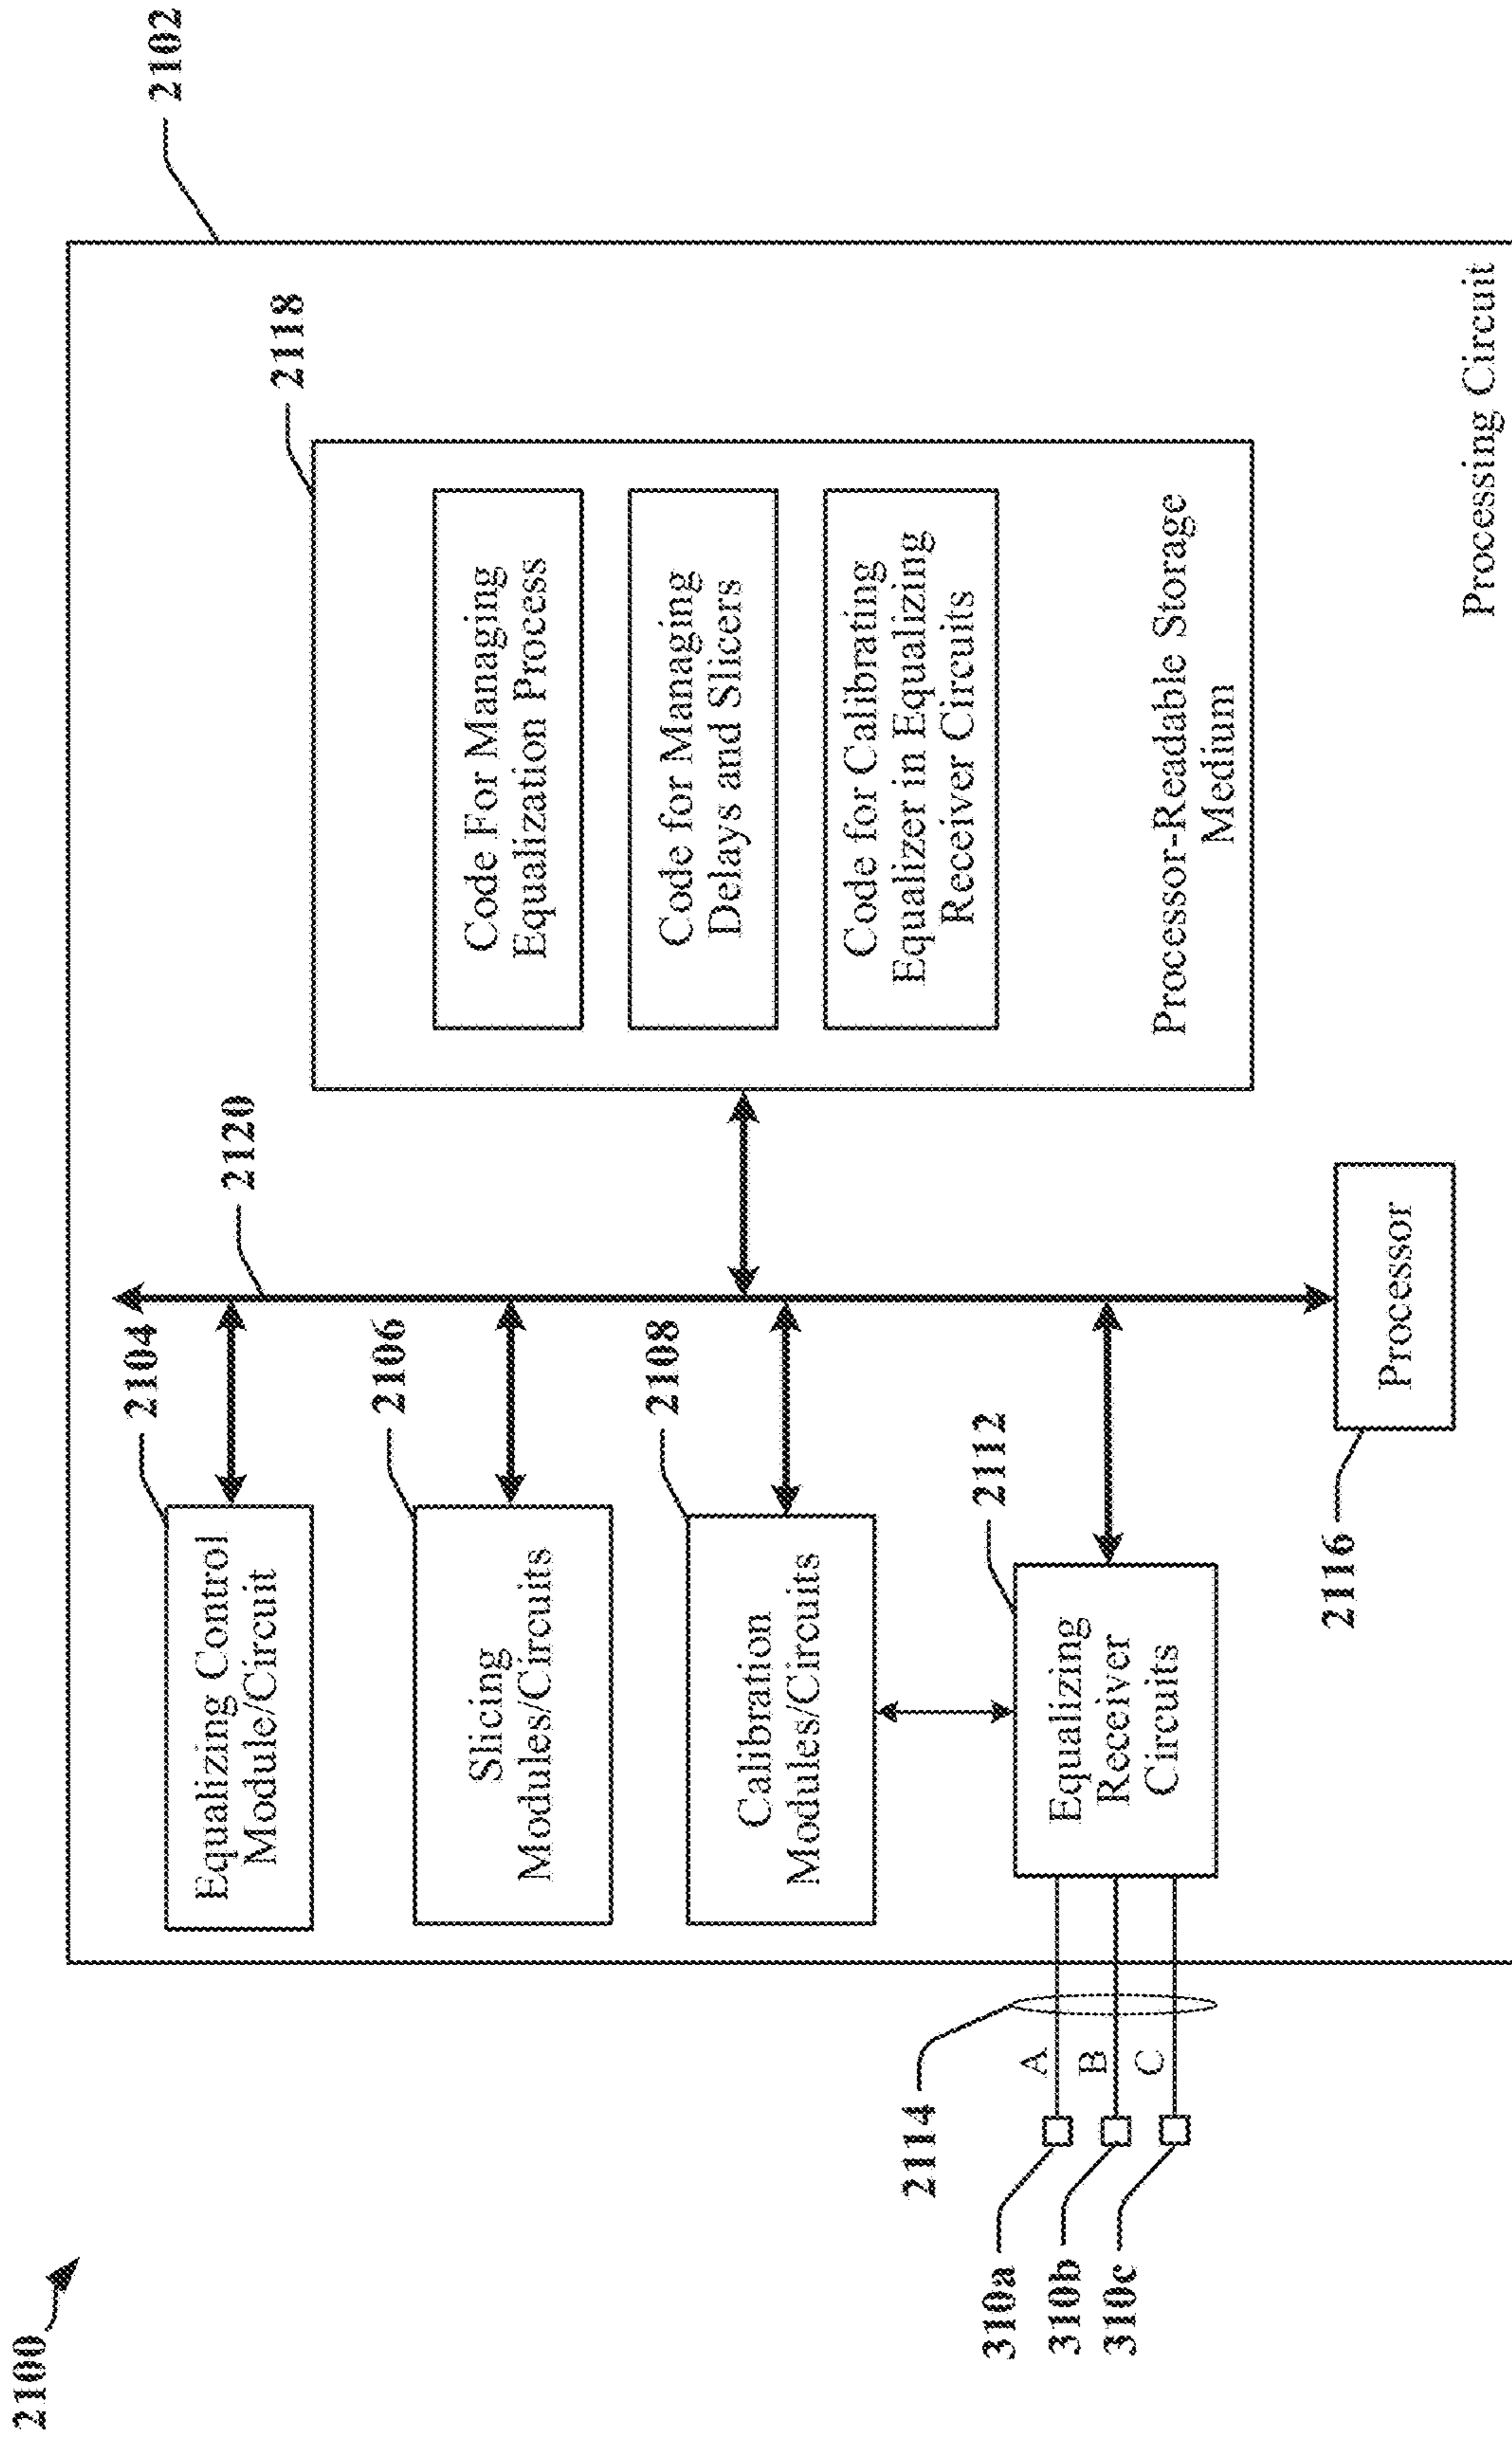 2100
2102
2104
Equalizing Control
Module/Circuit
2106
Slicing
Modules/Circuits
2108
Calibration
Modules/Circuits
2112
Equalizing
Receiver
Circuits
2114
A
B
C
310a
310b
310c
2120
2116
Processor
2118
Code For Managing
Equalization Process
Code for Managing
Delays and Slicers
Code for Calibrating
Equalizer in Equalizing
Receiver Circuits
Processor-Readable Storage
Medium
Processing Circuit